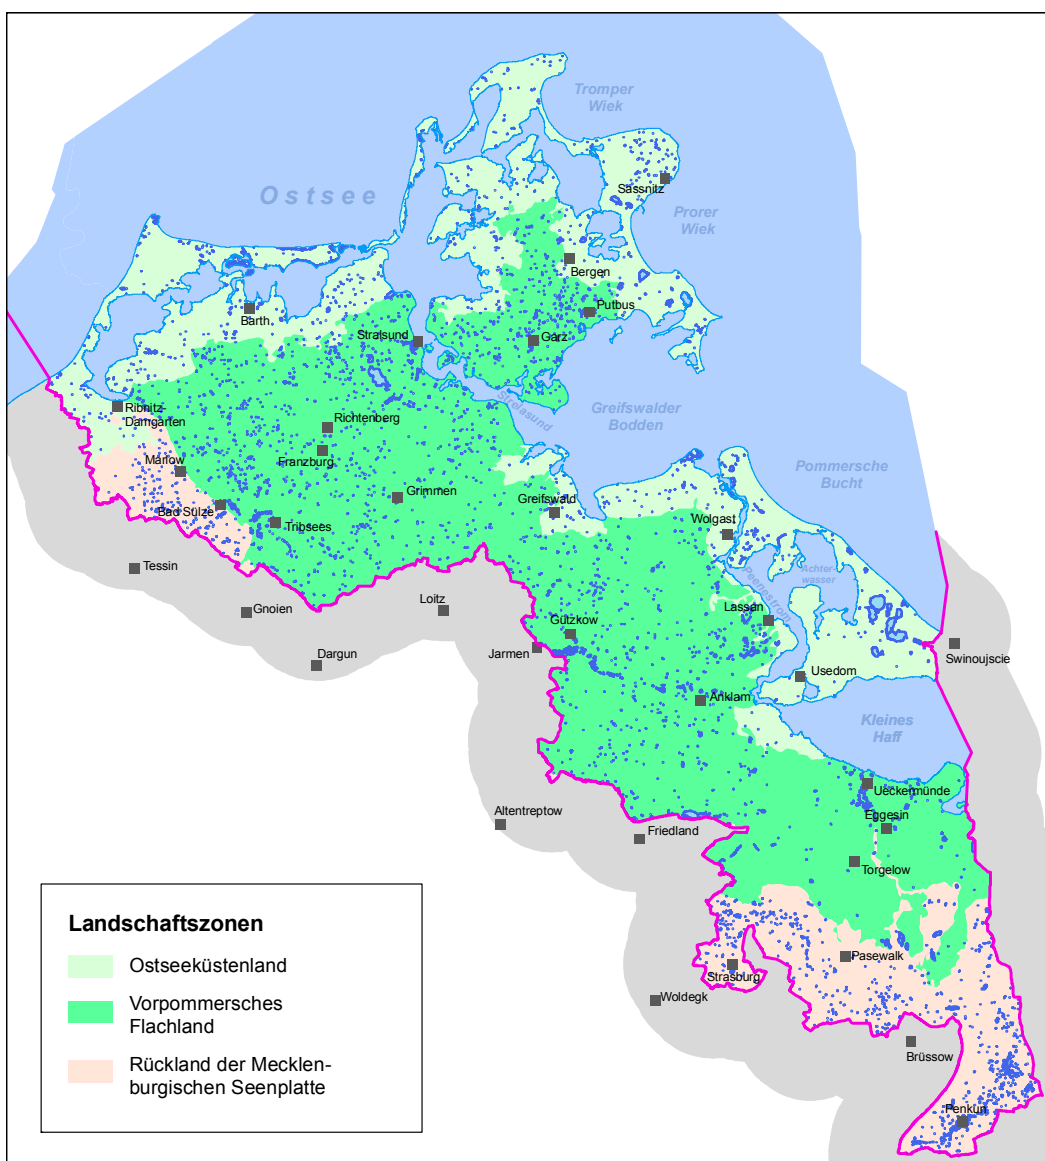 Tromper
Wiek
Ostsee
Sassnitz
Prorer
Wiek
Bergen
Putbus
Barth
Stralsund
Garz
Strelasund
Greifswalder
Bodden
Ribnitz-
Damgarten
Richtenberg
Franzburg
Marlow
Pommersche
Bucht
Grimmen
Greifswald
Bad Sülze
Tribsees
Wolgast
Tessin
Achter-
wasser
Peenestrom
Gnoien
Loitz
Lassan
Gützkow
Dargun
Jarmen
Swinoujscie
Usedom
Anklam
Kleines
Haff
Ueckermünde
Altentreptow
Friedland
Eggesin
Torgelow
Landschaftszonen
Ostseeküstenland
Vorpommersches
Flachland
Rückland der Mecklen-
burgischen Seenplatte
Pasewalk
Strasburg
Woldegk
Brüssow
Penkun